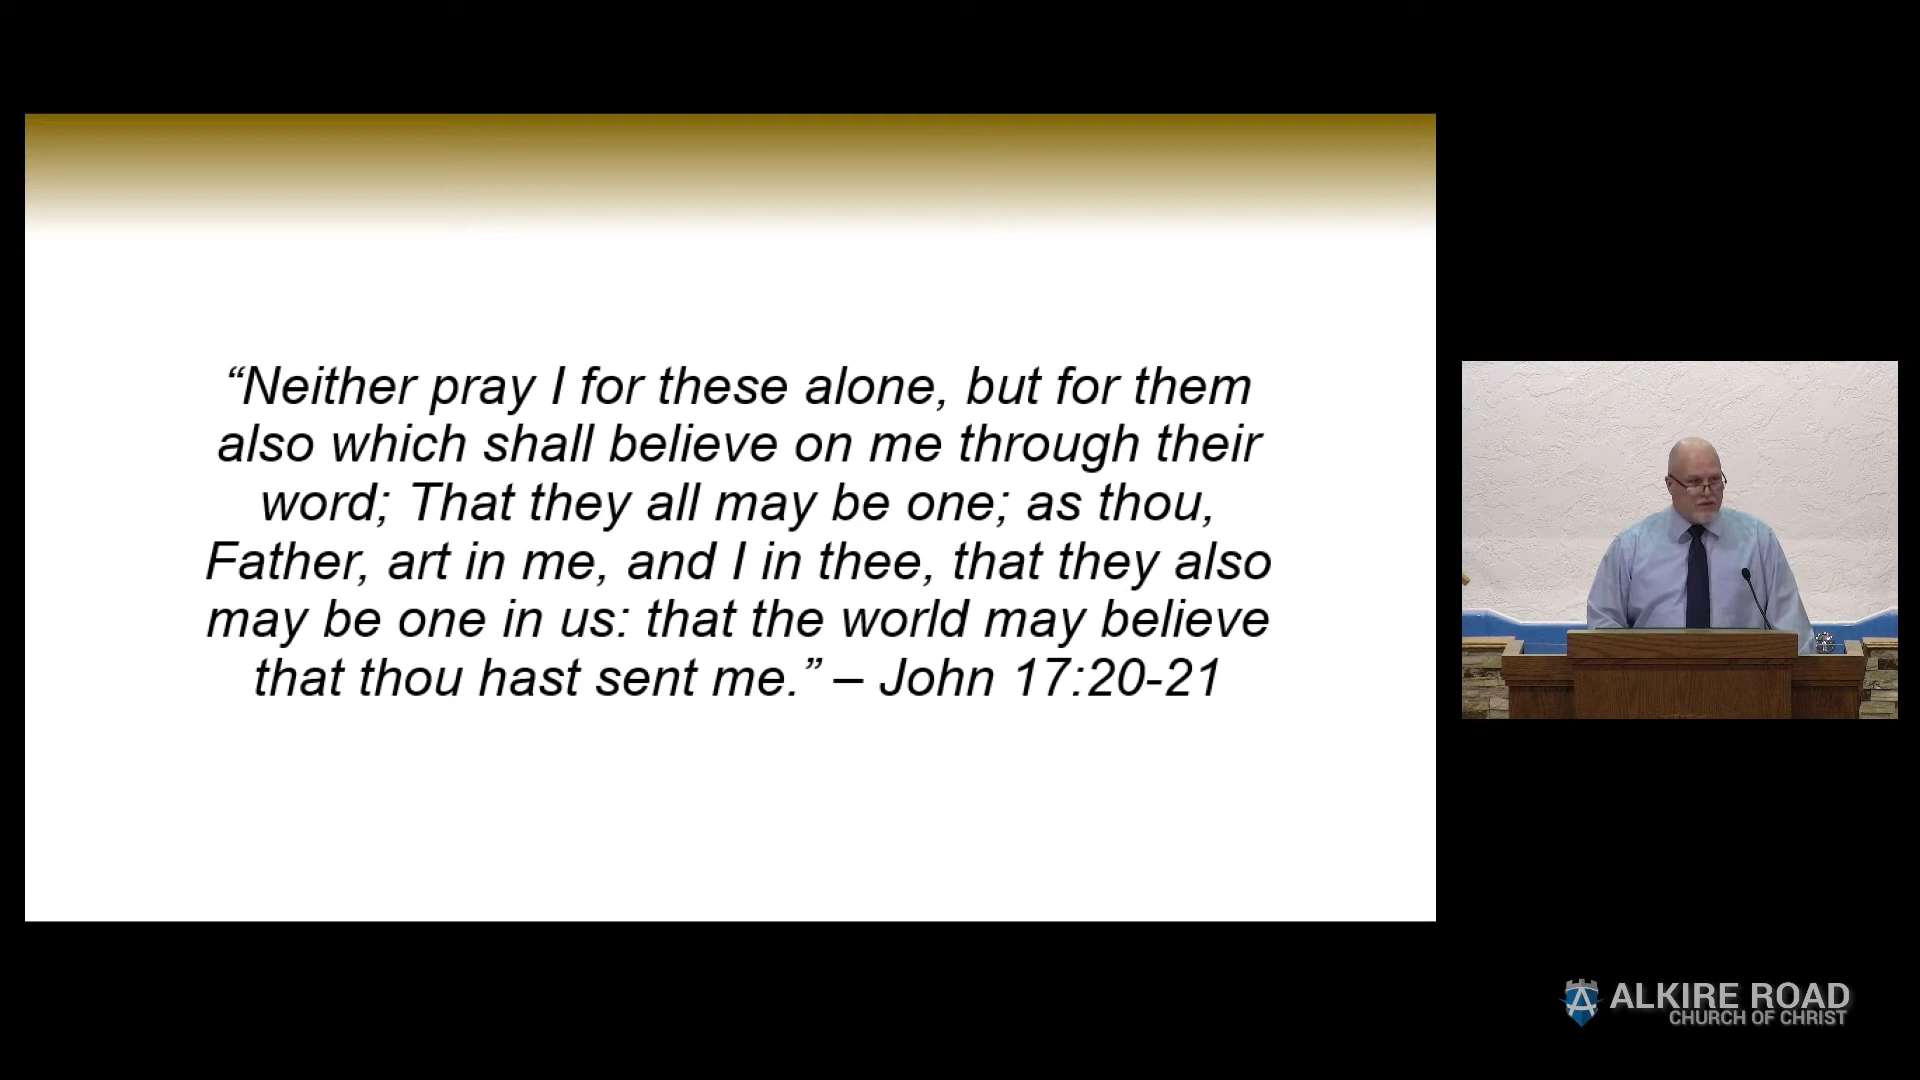 “Neither pray I for these alone, but for them
also which shall believe on me through their
word; That they all may be one; as thou,
Father, art in me, and I in thee, that they also
may be one in us: that the world may believe
that thou hast sent me.” – John 17:20-21
ALKIRE ROAD
CHURCH OF CHRIST